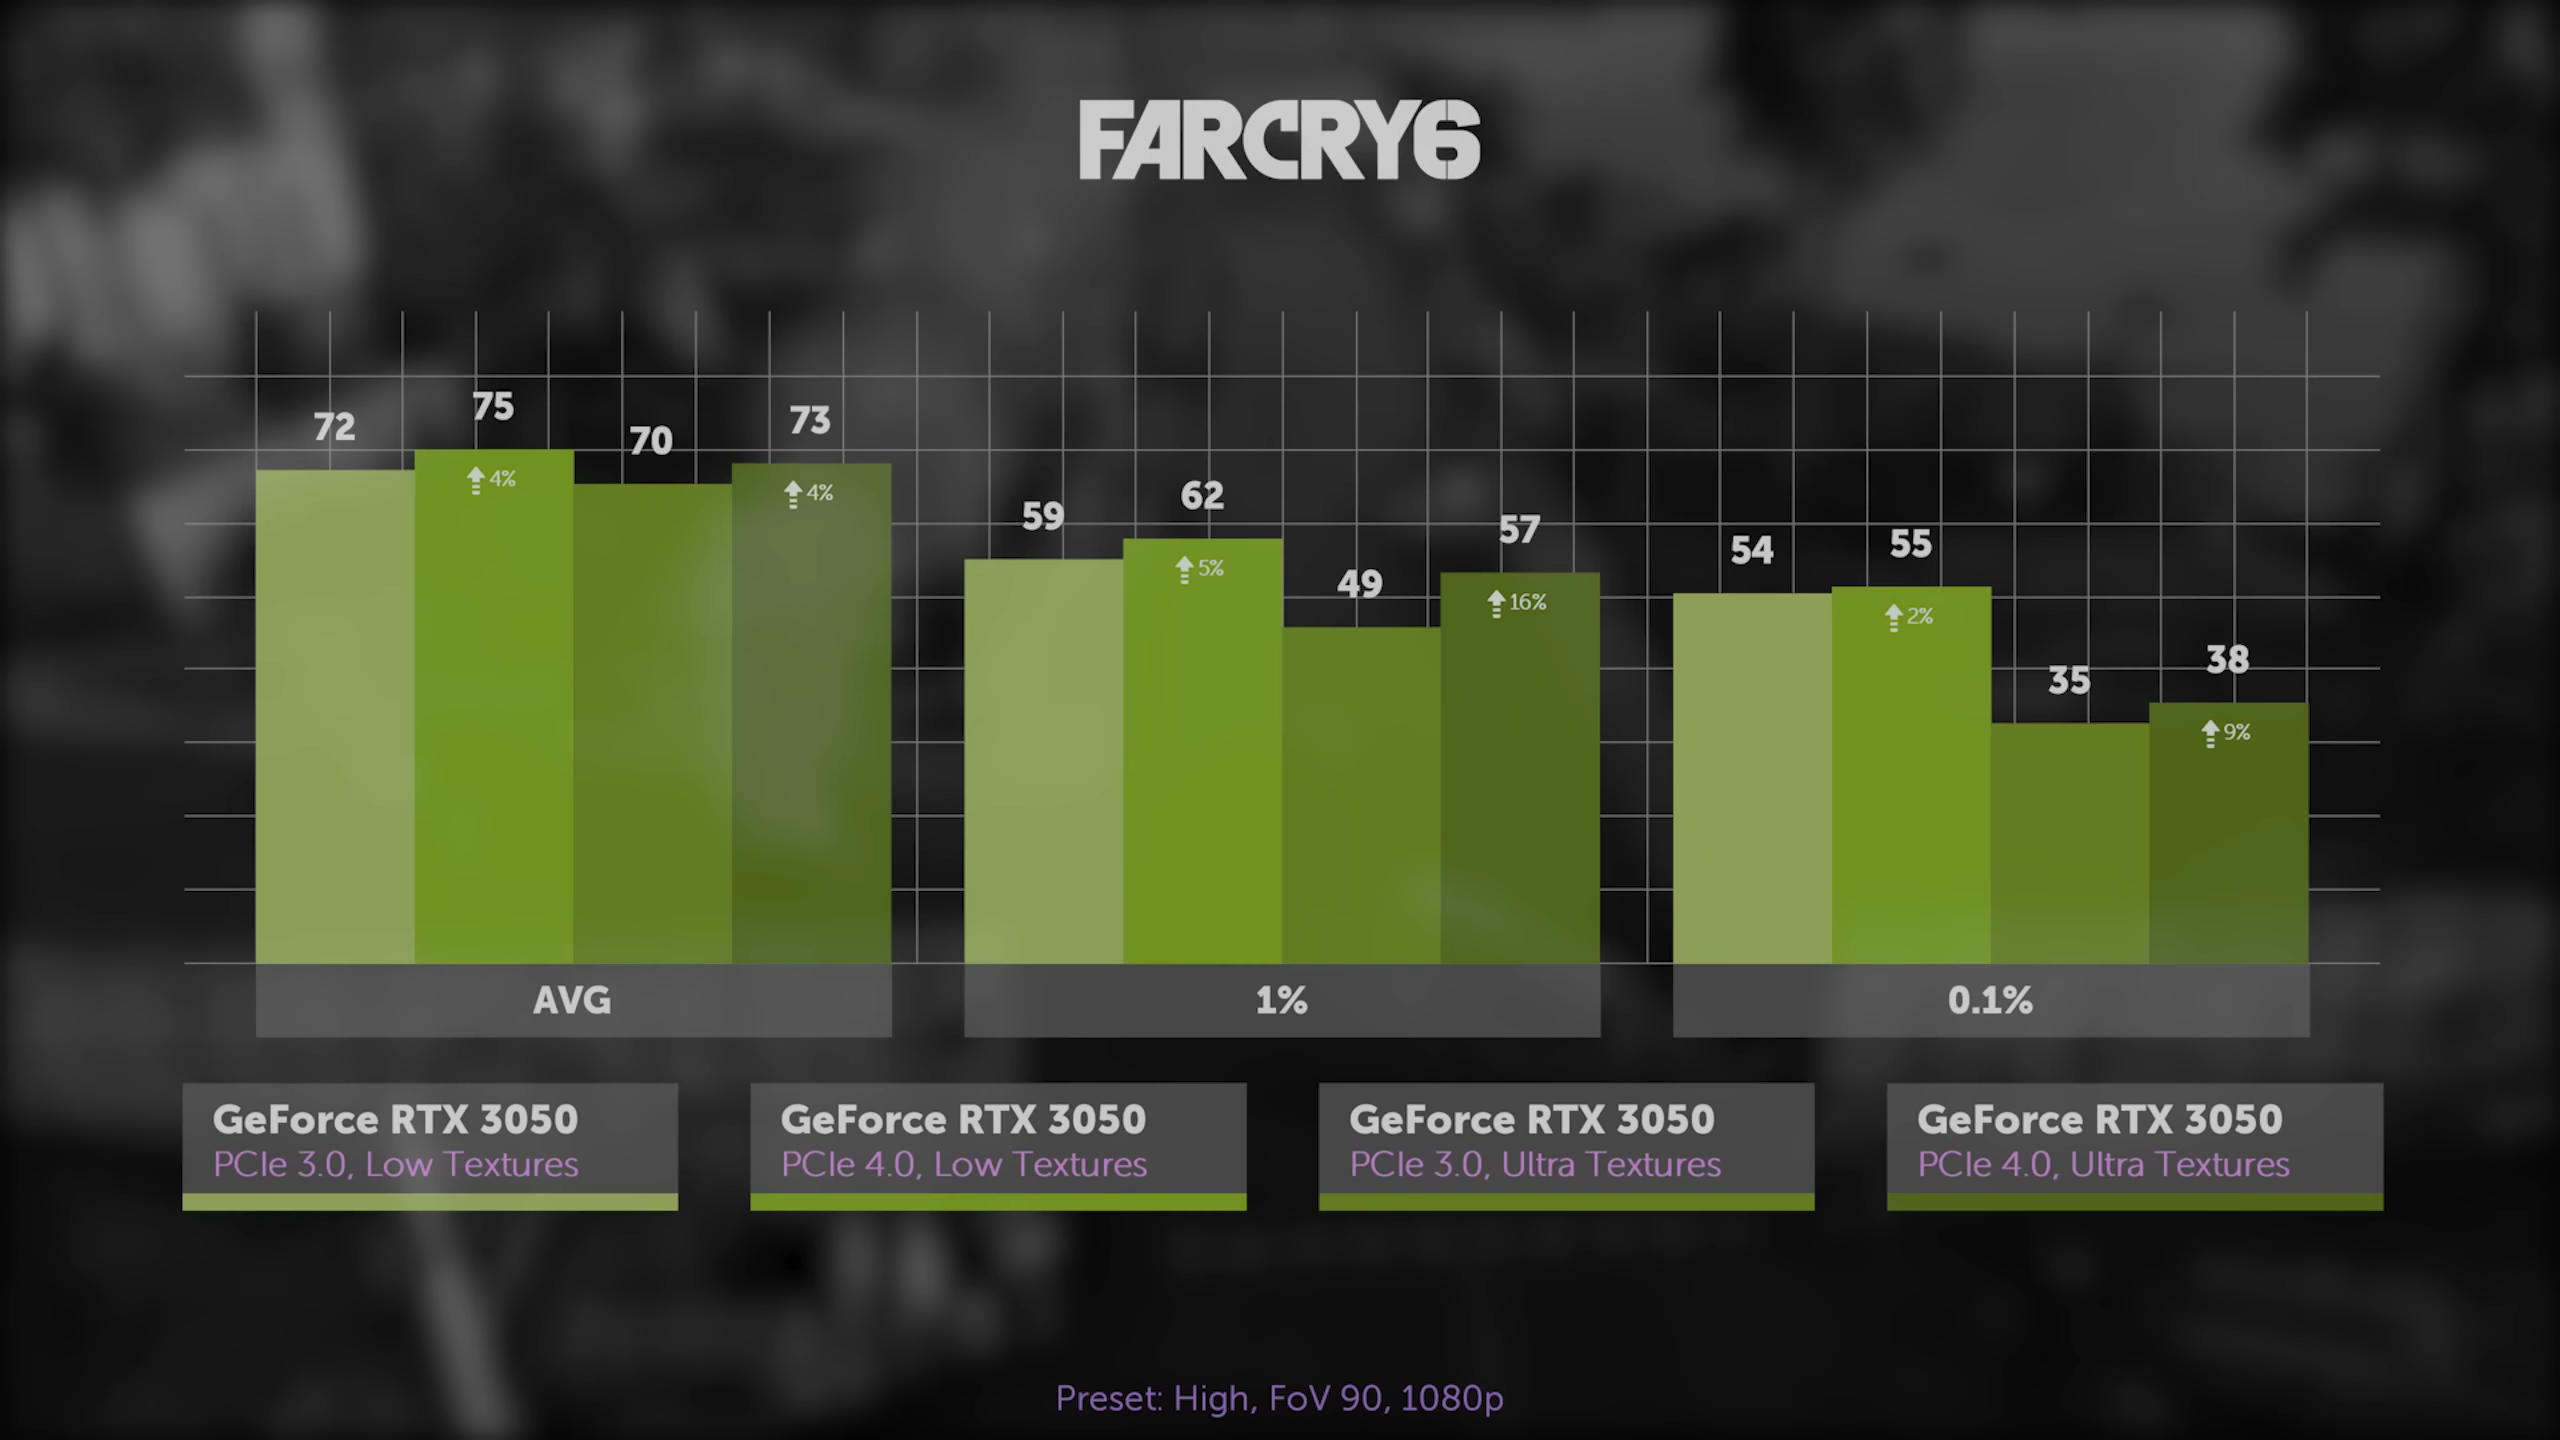 FARCRY6
72
75
70
73
4%
4%
59
62
49
57
5%
16%
54
55
35
38
2%
9%
AVG
1%
0.1%
GeForce RTX 3050
PCIe 3.0, Low Textures
GeForce RTX 3050
PCIe 4.0, Low Textures
GeForce RTX 3050
PCIe 3.0, Ultra Textures
GeForce RTX 3050
PCIe 4.0, Ultra Textures
Preset: High, FoV 90, 1080p